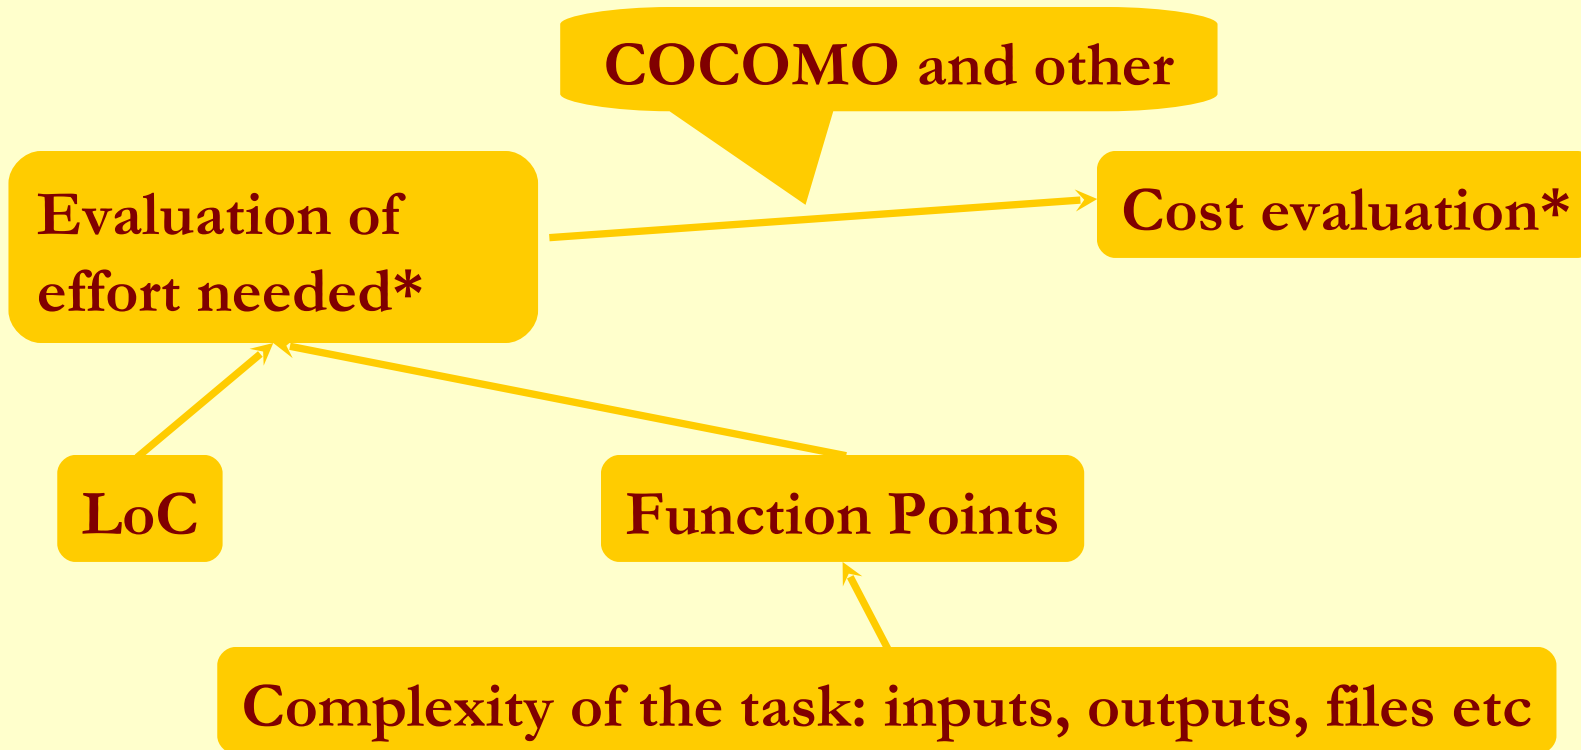 COCOMO and other
Evaluation of
effort needed*
Cost evaluation*
LoC
Function Points
Complexity of the task: inputs, outputs, files etc